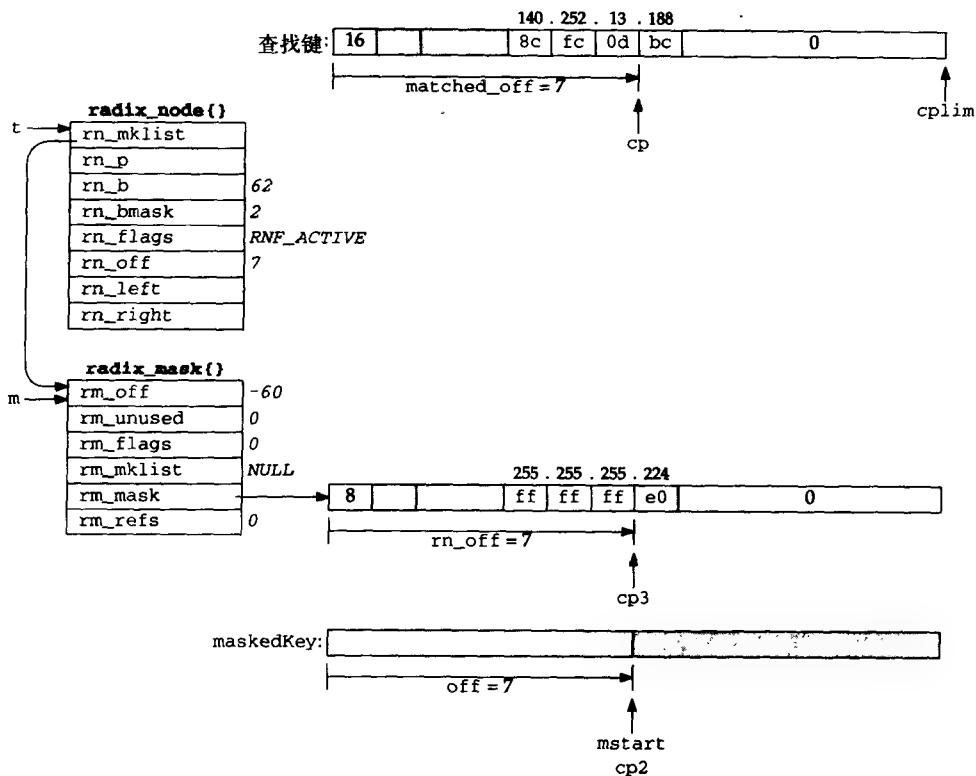 140 . 252 . 13 . 188
查找键: 16 8c fc 0d bc 0
matched_off = 7
cp
cplim
radix_node{}
t
rn_mklist
rn_p
rn_b 62
rn_bmask 2
rn_flags RNF_ACTIVE
rn_off 7
rn_left
rn_right
radix_mask{}
m
rm_off -60
rm_unused 0
rm_flags 0
rm_mklist NULL
rm_mask
rm_refs 0
255 . 255 . 255 . 224
8 ff ff ff e0 0
rn_off = 7
cp3
maskedKey:
off = 7
mstart
cp2